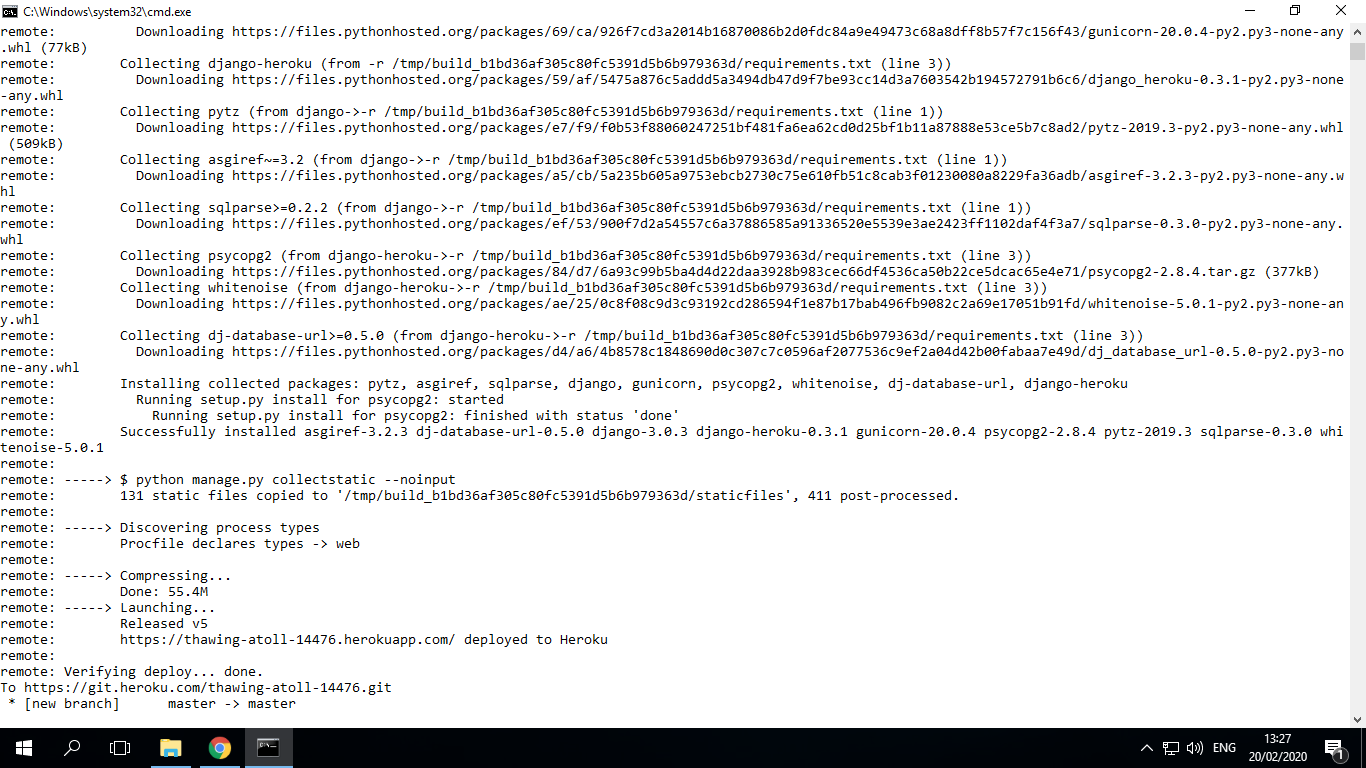 C:\Windows\system32\cmd.exe
remote:          Downloading https://files.pythonhosted.org/packages/69/ca/926f7cd3a2014b16870086b2d0fdc84a9e49473c68a8dff8b57f7c156f43/gunicorn-20.0.4-py2.py3-none-any
.whl (77kB)
remote:        Collecting django-heroku (from -r /tmp/build_b1bd36af305c80fc5391d5b6b979363d/requirements.txt (line 3))
remote:          Downloading https://files.pythonhosted.org/packages/59/af/5475a876c5addd5a3494db47d9f7be93cc14d3a7603542b194572791b6c6/django_heroku-0.3.1-py2.py3-none
-any.whl
remote:        Collecting pytz (from django->-r /tmp/build_b1bd36af305c80fc5391d5b6b979363d/requirements.txt (line 1))
remote:          Downloading https://files.pythonhosted.org/packages/e7/f9/f0b53f88060247251bf481fa6ea62cd0d25bf1b11a87888e53ce5b7c8ad2/pytz-2019.3-py2.py3-none-any.whl
 (509kB)
remote:        Collecting asgiref~=3.2 (from django->-r /tmp/build_b1bd36af305c80fc5391d5b6b979363d/requirements.txt (line 1))
remote:          Downloading https://files.pythonhosted.org/packages/a5/cb/5a235b605a9753ebcb2730c75e610fb51c8cab3f01230080a8229fa36adb/asgiref-3.2.3-py2.py3-none-any.w
hl
remote:        Collecting sqlparse>=0.2.2 (from django->-r /tmp/build_b1bd36af305c80fc5391d5b6b979363d/requirements.txt (line 1))
remote:          Downloading https://files.pythonhosted.org/packages/ef/53/900f7d2a54557c6a37886585a91336520e5539e3ae2423ff1102daf4f3a7/sqlparse-0.3.0-py2.py3-none-any.
whl
remote:        Collecting psycopg2 (from django-heroku->-r /tmp/build_b1bd36af305c80fc5391d5b6b979363d/requirements.txt (line 3))
remote:          Downloading https://files.pythonhosted.org/packages/84/d7/6a93c99b5ba4d4d22daa3928b983cec66df4536ca50b22ce5dcac65e4e71/psycopg2-2.8.4.tar.gz (377kB)
remote:        Collecting whitenoise (from django-heroku->-r /tmp/build_b1bd36af305c80fc5391d5b6b979363d/requirements.txt (line 3))
remote:          Downloading https://files.pythonhosted.org/packages/ae/25/0c8f08c9d3c93192cd286594f1e87b17bab496fb9082c2a69e17051b91fd/whitenoise-5.0.1-py2.py3-none-an
y.whl
remote:        Collecting dj-database-url>=0.5.0 (from django-heroku->-r /tmp/build_b1bd36af305c80fc5391d5b6b979363d/requirements.txt (line 3))
remote:          Downloading https://files.pythonhosted.org/packages/d4/a6/4b8578c1848690d0c307c7c0596af2077536c9ef2a04d42b00fabaa7e49d/dj_database_url-0.5.0-py2.py3-no
ne-any.whl
remote:        Installing collected packages: pytz, asgiref, sqlparse, django, gunicorn, psycopg2, whitenoise, dj-database-url, django-heroku
remote:          Running setup.py install for psycopg2: started
remote:            Running setup.py install for psycopg2: finished with status 'done'
remote:        Successfully installed asgiref-3.2.3 dj-database-url-0.5.0 django-3.0.3 django-heroku-0.3.1 gunicorn-20.0.4 psycopg2-2.8.4 pytz-2019.3 sqlparse-0.3.0 whi
tenoise-5.0.1
remote:
remote: -----> $ python manage.py collectstatic --noinput
remote:        131 static files copied to '/tmp/build_b1bd36af305c80fc5391d5b6b979363d/staticfiles', 411 post-processed.
remote:
remote: -----> Discovering process types
remote:        Procfile declares types -> web
remote:
remote: -----> Compressing...
remote:        Done: 55.4M
remote: -----> Launching...
remote:        Released v5
remote:        https://thawing-atoll-14476.herokuapp.com/ deployed to Heroku
remote:
remote: Verifying deploy... done.
To https://git.heroku.com/thawing-atoll-14476.git
 * [new branch]      master -> master
ENG
13:27
20/02/2020
1